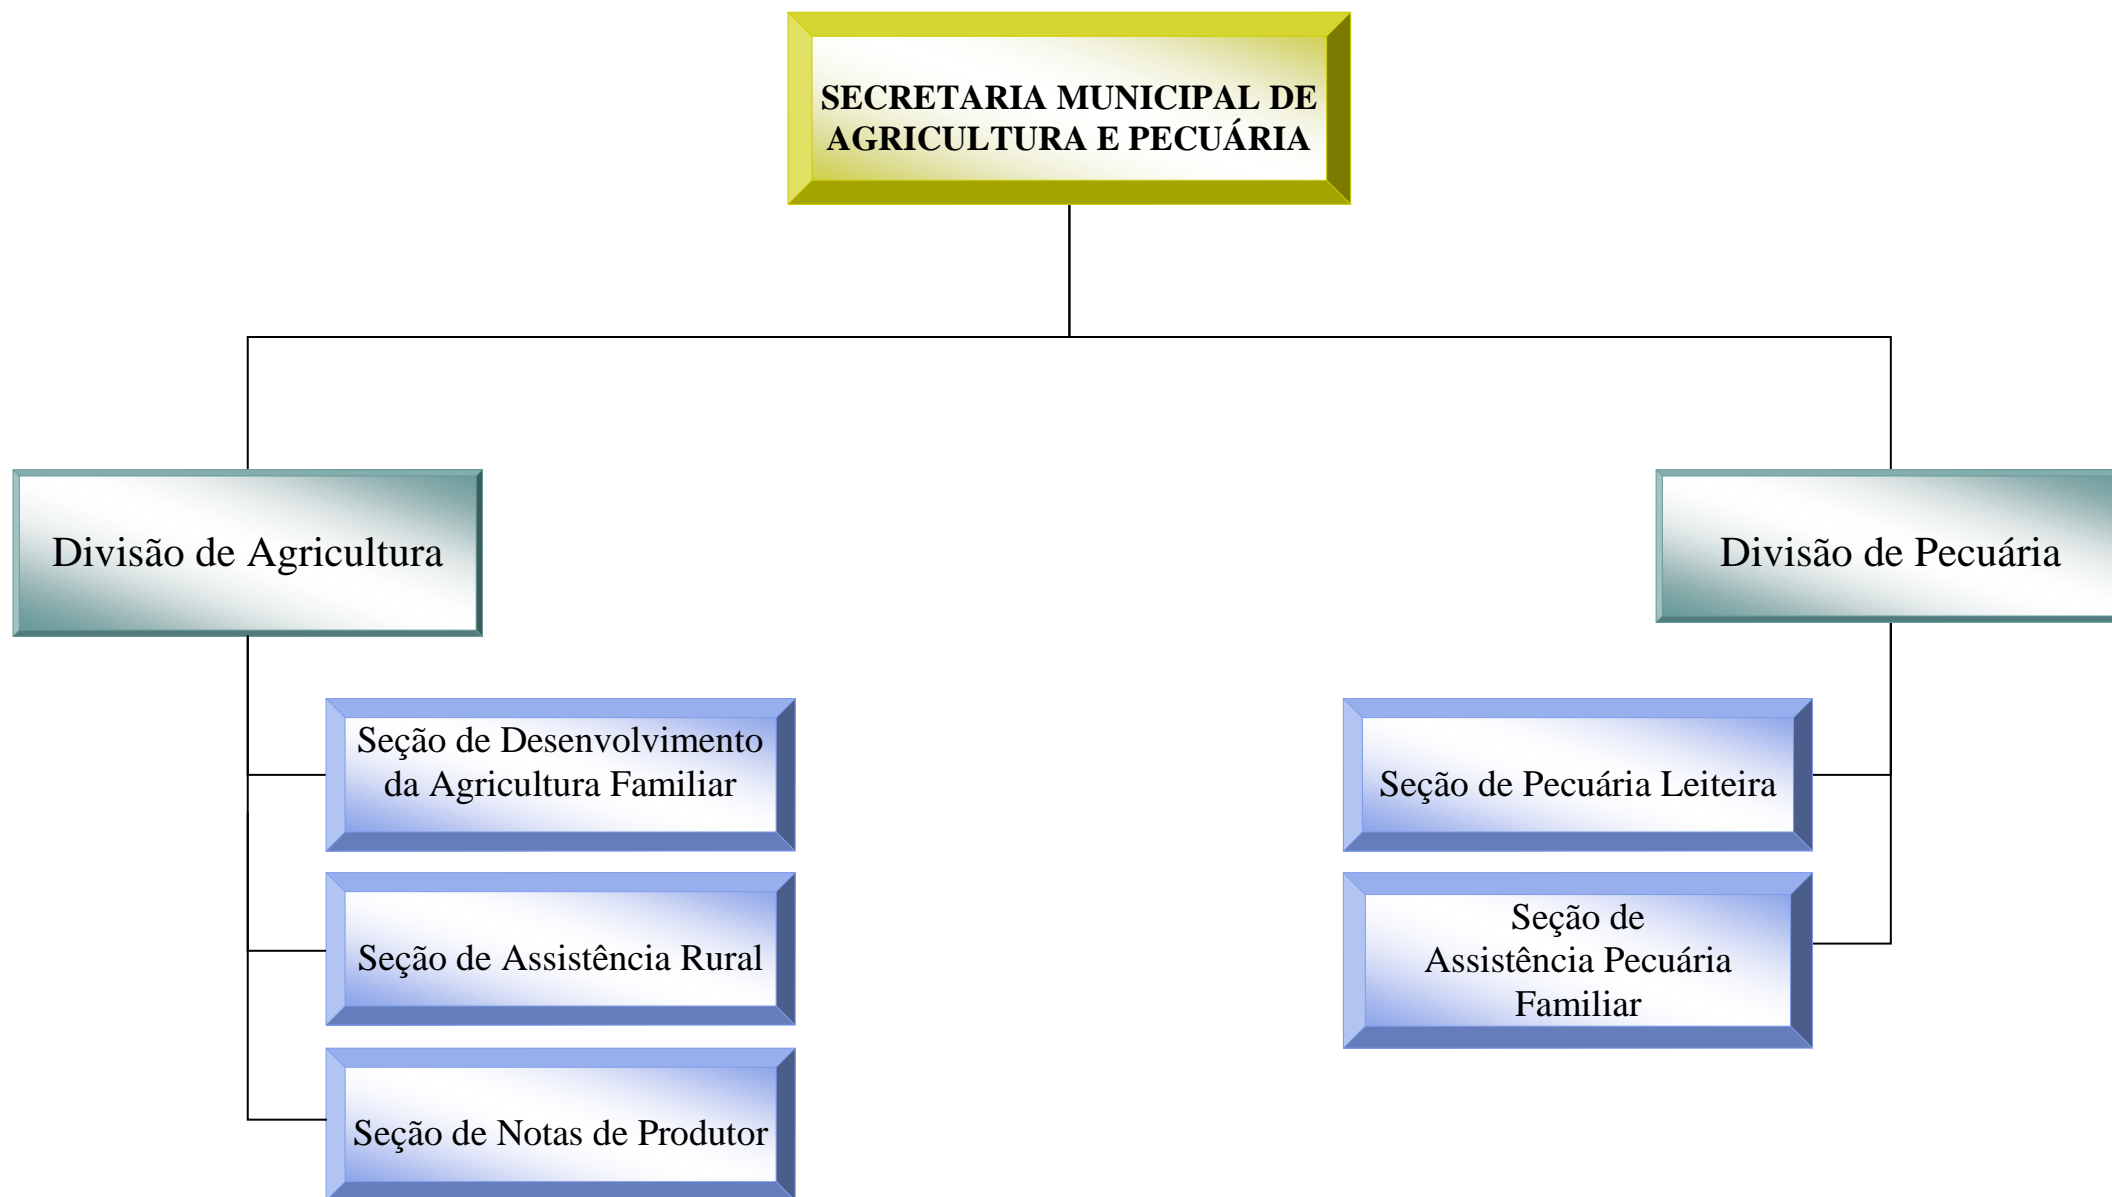 SECRETARIA MUNICIPAL DE
AGRICULTURA E PECUÁRIA
Divisão de Agricultura
Divisão de Pecuária
Seção de Desenvolvimento
da Agricultura Familiar
Seção de Pecuária Leiteira
Seção de Assistência Rural
Seção de
Assistência Pecuária
Familiar
Seção de Notas de Produtor